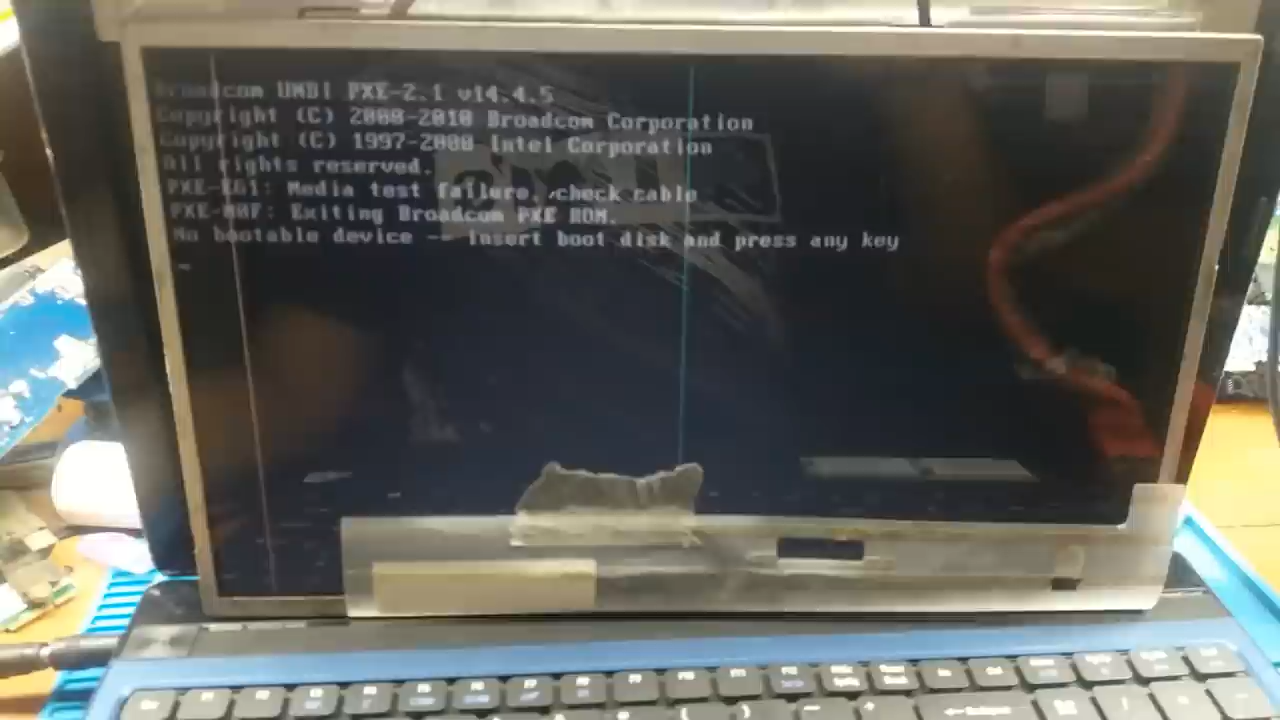 Broadcom UNDI PXE-2.1 v14.4.5
Copyright (C) 2000-2010 Broadcom Corporation
Copyright (C) 1997-2000 Intel Corporation
All rights reserved.
PXE-E61: Media test failure, check cable
PXE-M0F: Exiting Broadcom PXE ROM.
No bootable device -- insert boot disk and press any key